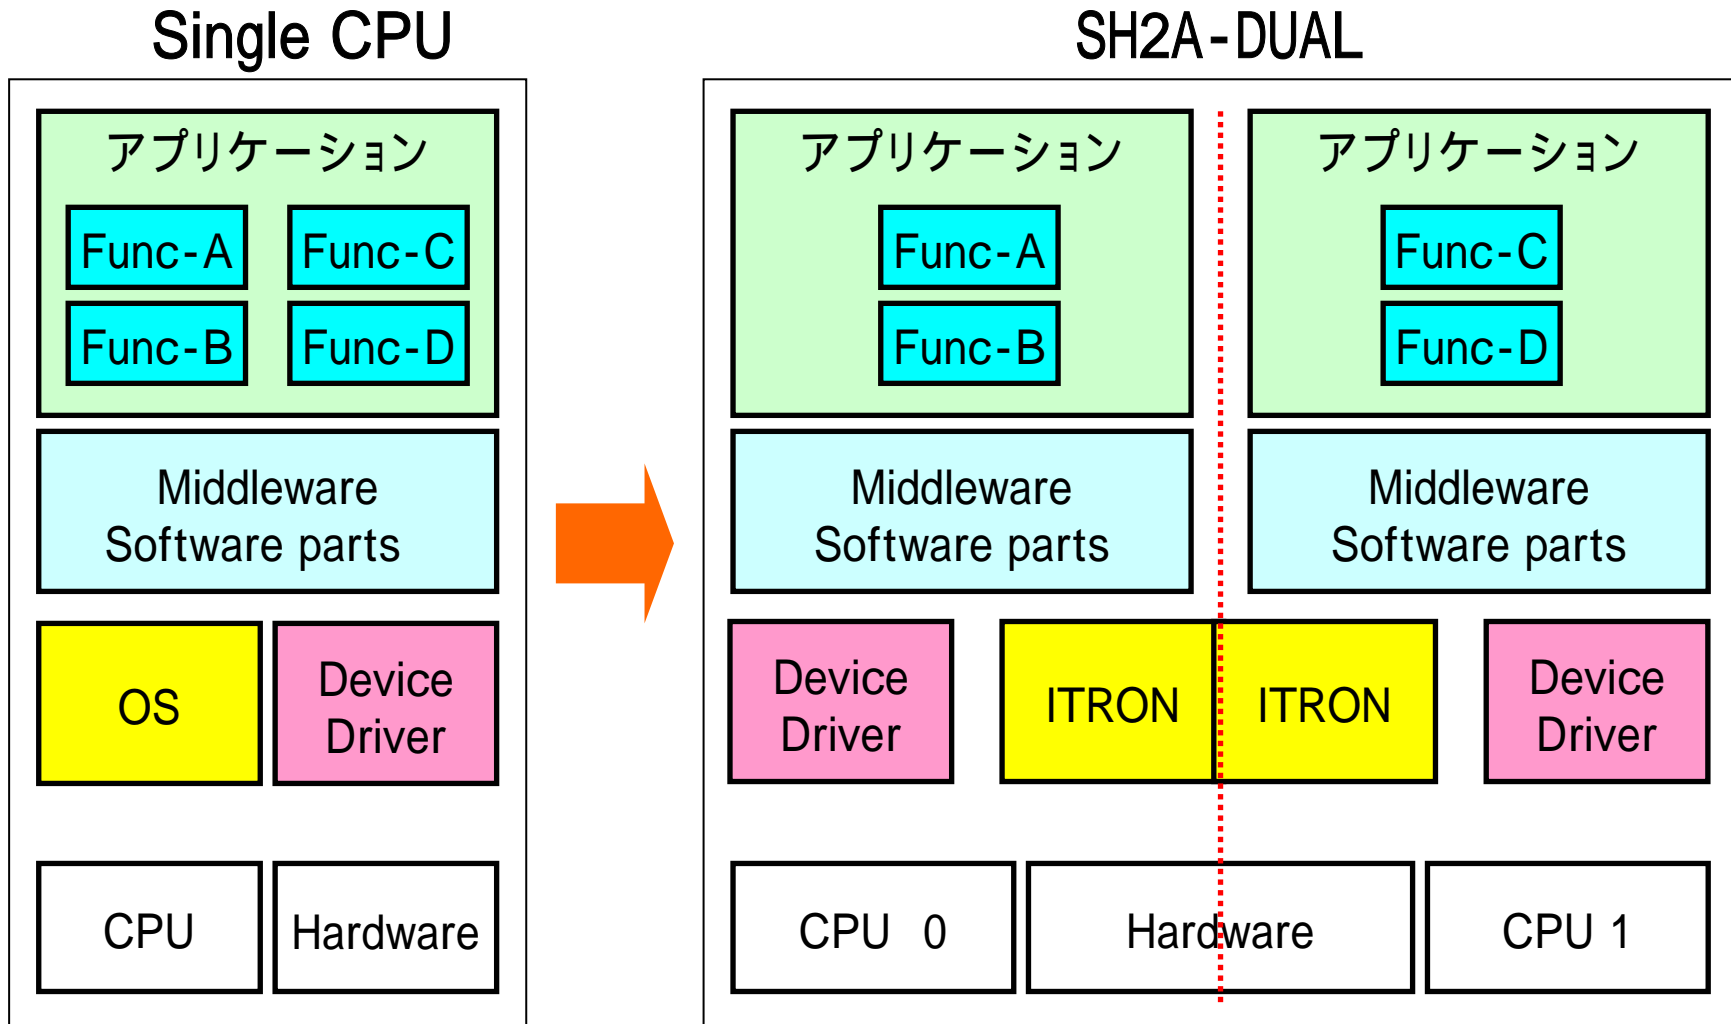 Single CPU
アプリケーション
Func-A
Func-C
Func-B
Func-D
Middleware
Software parts
OS
Device
Driver
CPU
Hardware
SH2A-DUAL
アプリケーション
Func-A
Func-B
アプリケーション
Func-C
Func-D
Middleware
Software parts
Middleware
Software parts
Device
Driver
ITRON
ITRON
Device
Driver
CPU 0
Hardware
CPU 1